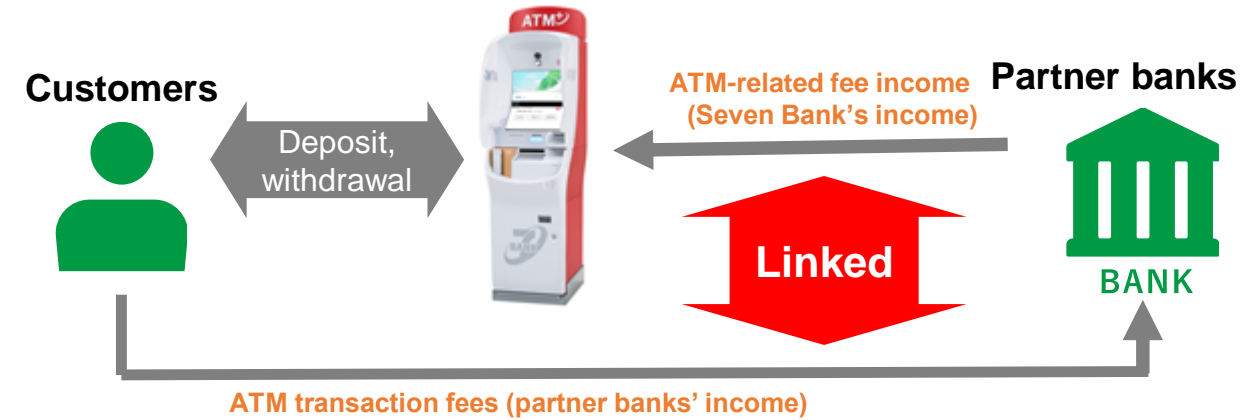 ATM
Customers
Deposit,
withdrawal
ATM-related fee income
(Seven Bank's income)
Partner banks
Linked
BANK
BANK
ATM transaction fees (partner banks' income)